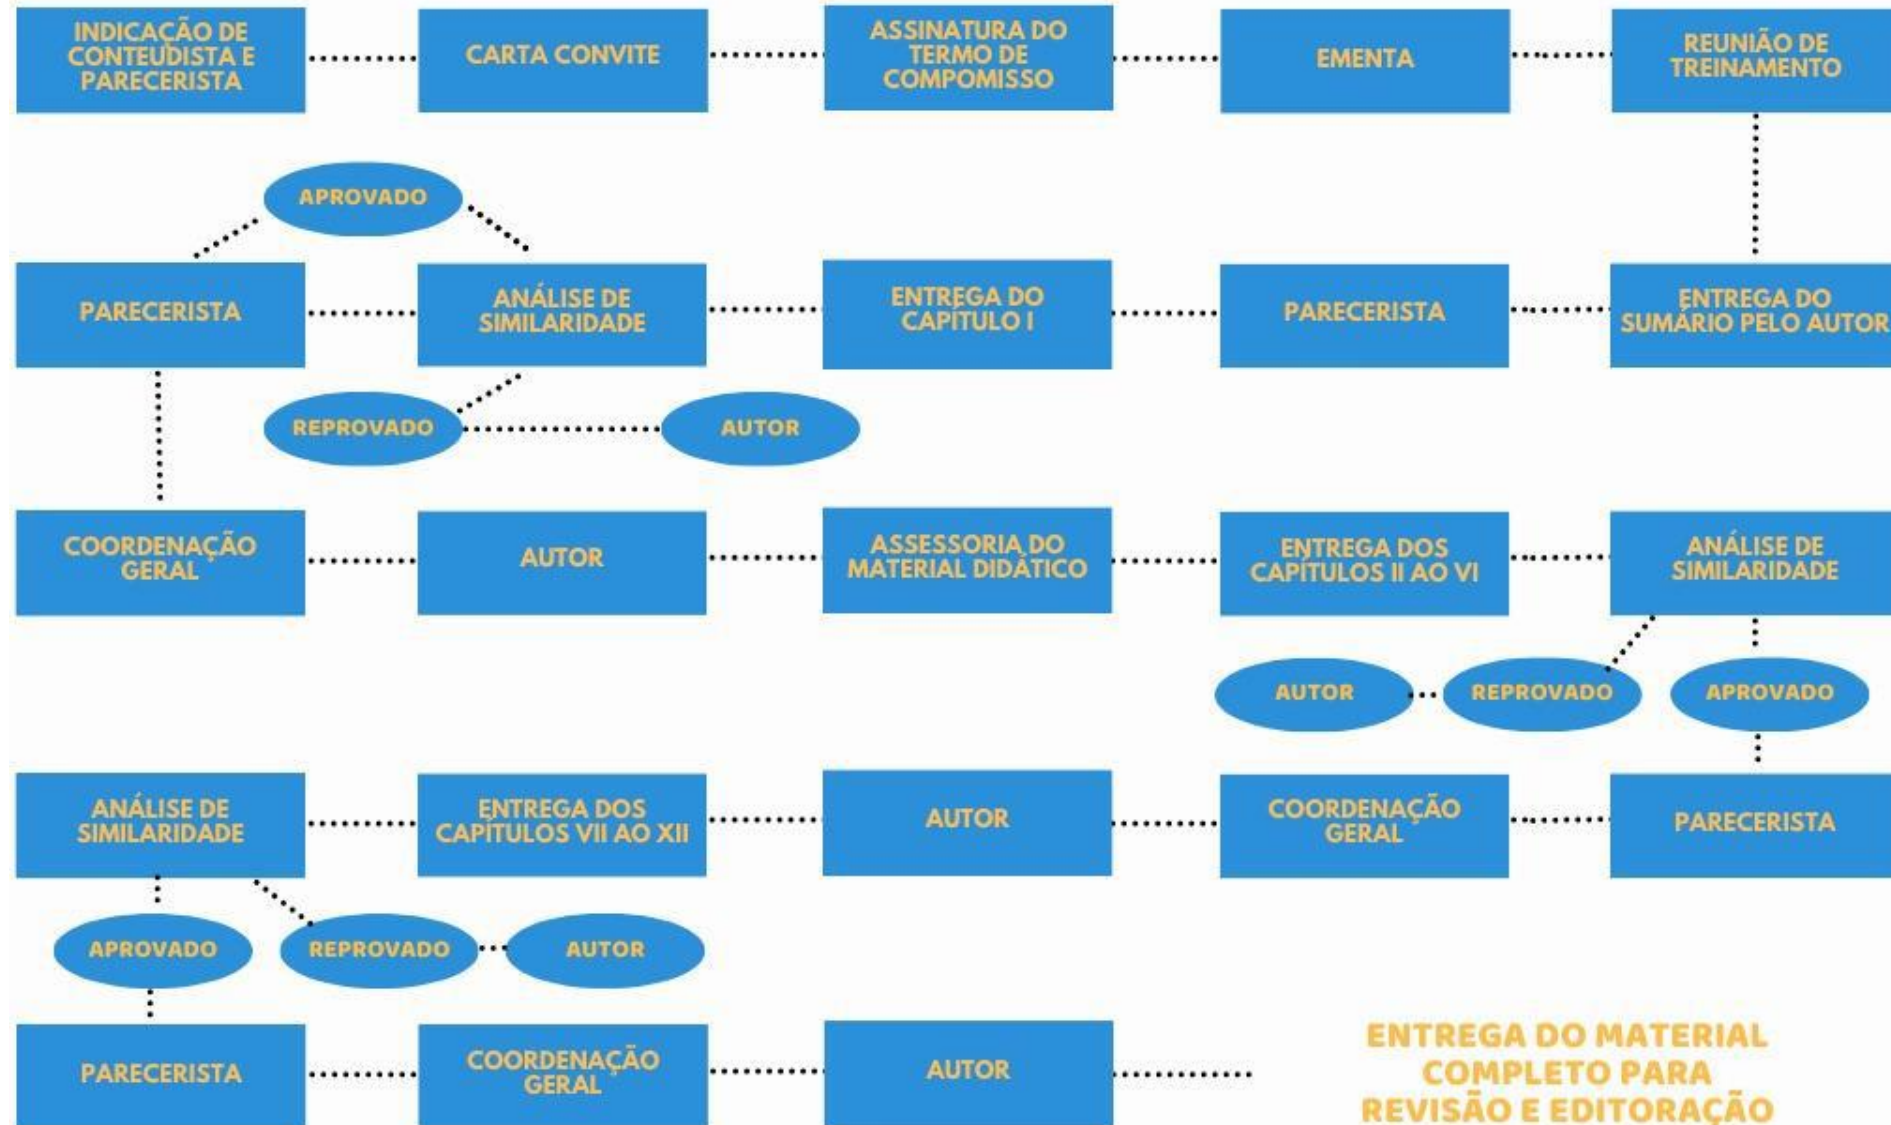 INDICAÇÃO DE
CONTEUDISTA E
PARECERISTA
CARTA CONVITE
ASSINATURA DO
TERMO DE
COMPOMISSO
EMENTA
REUNIÃO DE
TREINAMENTO
APROVADO
PARECERISTA
ANÁLISE DE
SIMILARIDADE
ENTREGA DO
CAPÍTULO I
PARECERISTA
ENTREGA DO
SUMÁRIO PELO AUTOR
REPROVADO
AUTOR
COORDENAÇÃO
GERAL
AUTOR
ASSESSORIA DO
MATERIAL DIDÁTICO
ENTREGA DOS
CAPÍTULOS II AO VI
ANÁLISE DE
SIMILARIDADE
AUTOR
REPROVADO
APROVADO
ANÁLISE DE
SIMILARIDADE
ENTREGA DOS
CAPÍTULOS VII AO XII
AUTOR
COORDENAÇÃO
GERAL
PARECERISTA
APROVADO
REPROVADO
AUTOR
PARECERISTA
COORDENAÇÃO
GERAL
AUTOR
ENTREGA DO MATERIAL
COMPLETO PARA
REVISÃO E EDITORAÇÃO